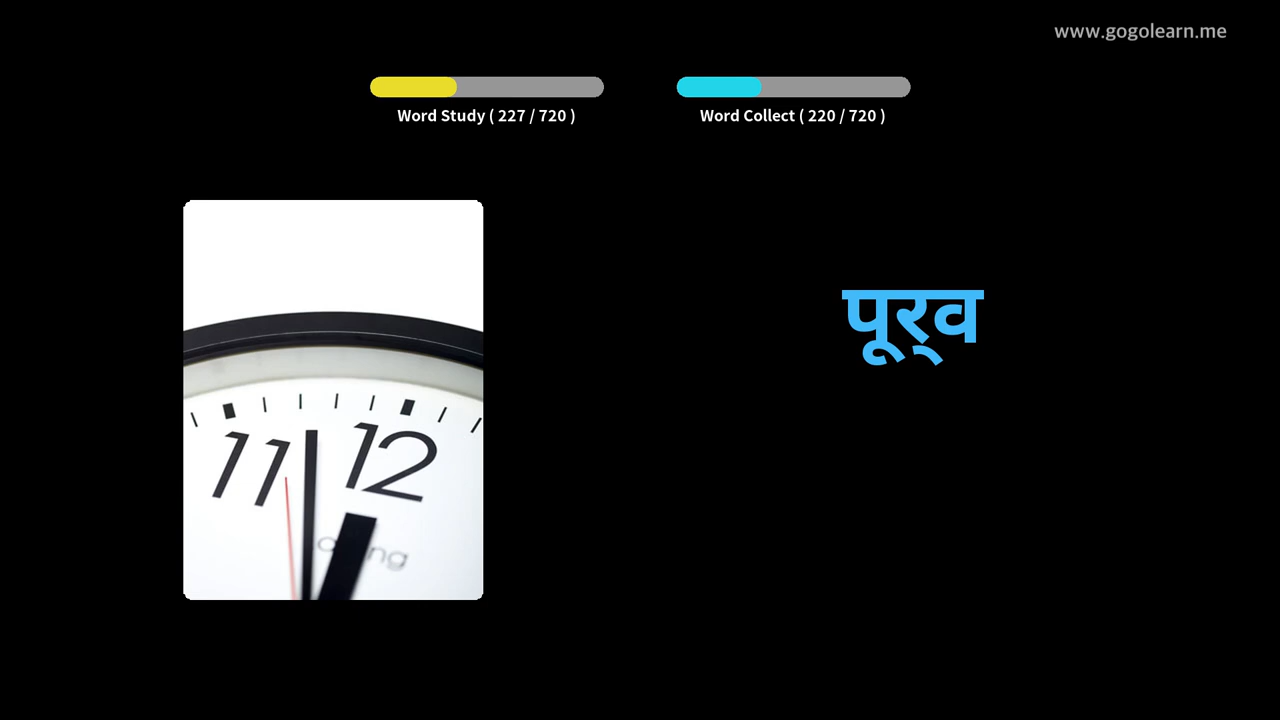 www.gogolearn.me
Word Study ( 227 / 720 )
Word Collect ( 220 / 720 )
पूर्व
11 12